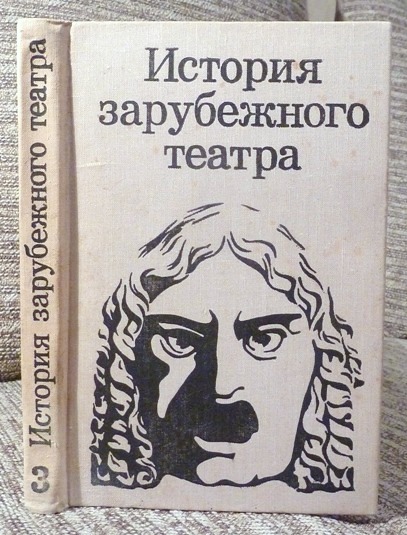 История
зарубежного
театра
История зарубежного театра
3